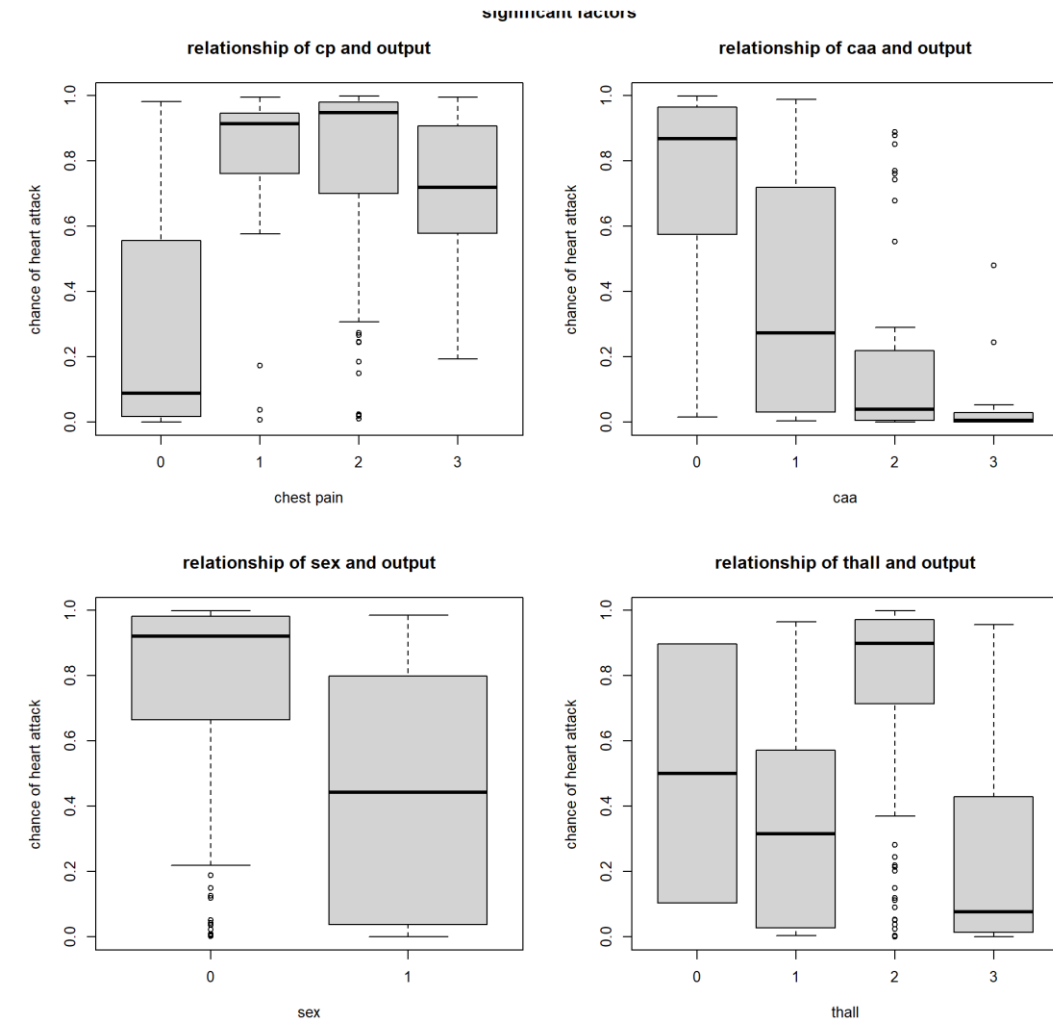 significant factors
relationship of cp and output
chance of heart attack
0.0 0.2 0.4 0.6 0.8 1.0
0 1 2 3
chest pain
relationship of caa and output
chance of heart attack
0.0 0.2 0.4 0.6 0.8 1.0
0 1 2 3
caa
relationship of sex and output
chance of heart attack
0.0 0.2 0.4 0.6 0.8 1.0
0 1
sex
relationship of thall and output
chance of heart attack
0.0 0.2 0.4 0.6 0.8 1.0
0 1 2 3
thall